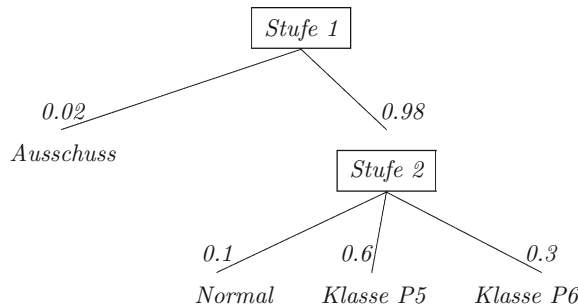 Stufe 1
0.02 0.98
Ausschuss
Stufe 2
0.1 0.6 0.3
Normal Klasse P5 Klasse P6